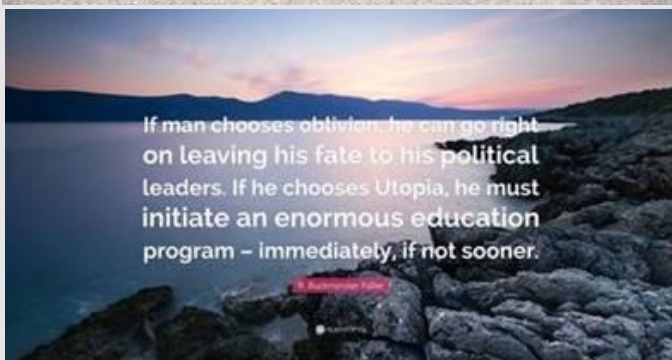 If man chooses oblivion, he can go right
on leaving his fate to his political
leaders. If he chooses Utopia, he must
initiate an enormous education
program – immediately, if not sooner.
R. Buckminster Fuller